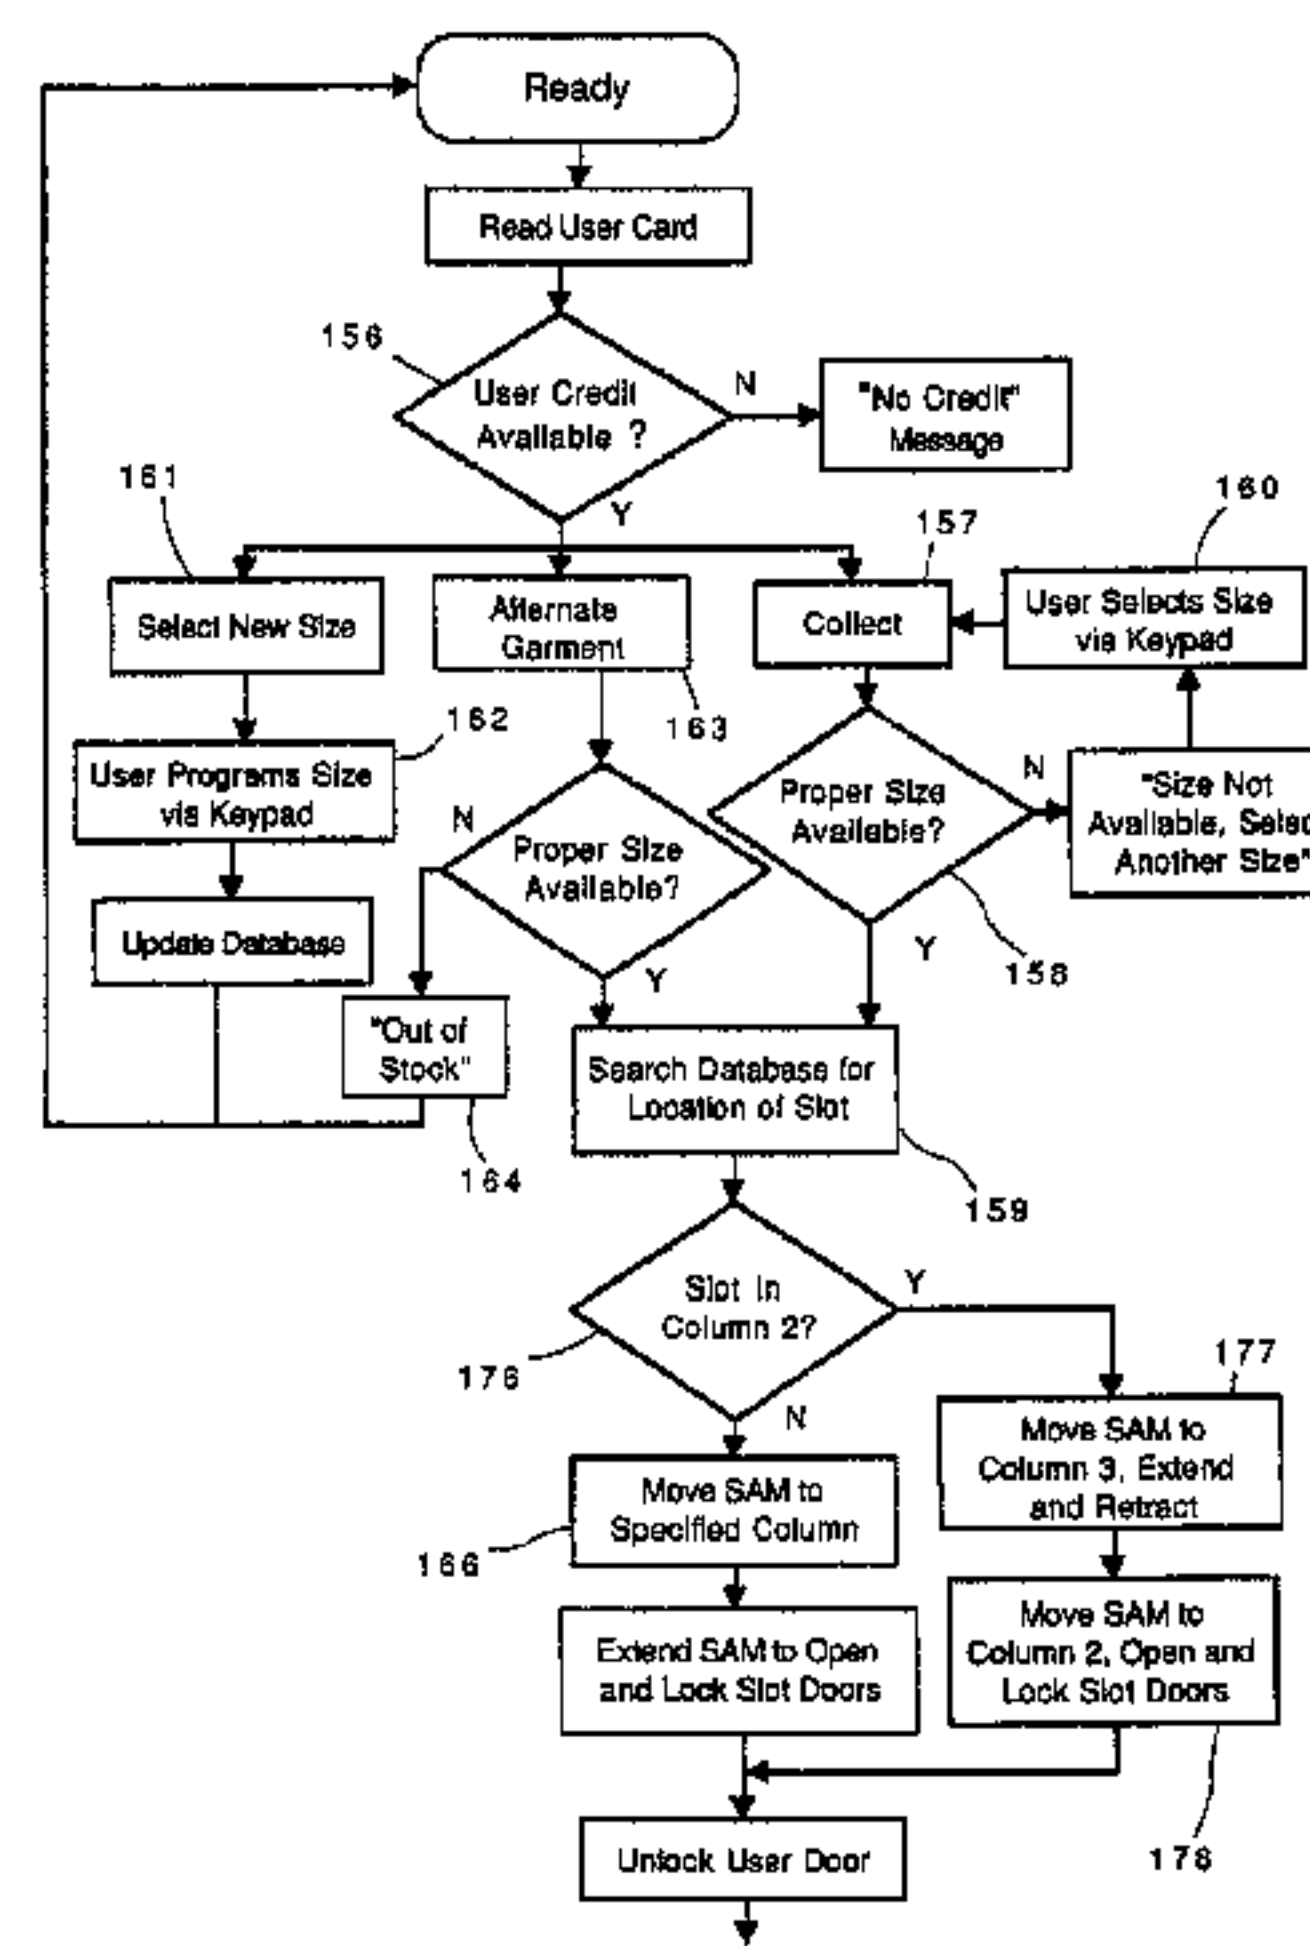 Ready
Read User Card
156
User Credit
Available ?
N
"No Credit"
Message
Y
161
157
160
Select New Size
Alternate
Garment
Collect
User Selects Size
via Keypad
163
162
User Programs Size
via Keypad
N
Proper Size
Available?
N
Proper Size
Available?
"Size Not
Available, Selec
Another Size"
Update Database
Y
Y
158
"Out of
Stock"
Search Database for
Location of Slot
164
159
Slot in
Column 2?
Y
176
N
177
Move SAM to
Specified Column
166
Move SAM to
Column 3, Extend
and Retract
Extend SAM to Open
and Lock Slot Doors
Move SAM to
Column 2, Open and
Lock Slot Doors
Unlock User Door
178